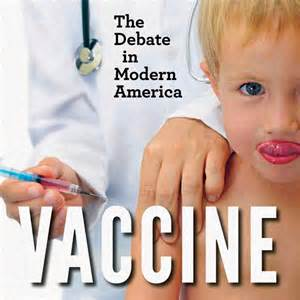 The
Debate
in
Modern
America
VACCINE